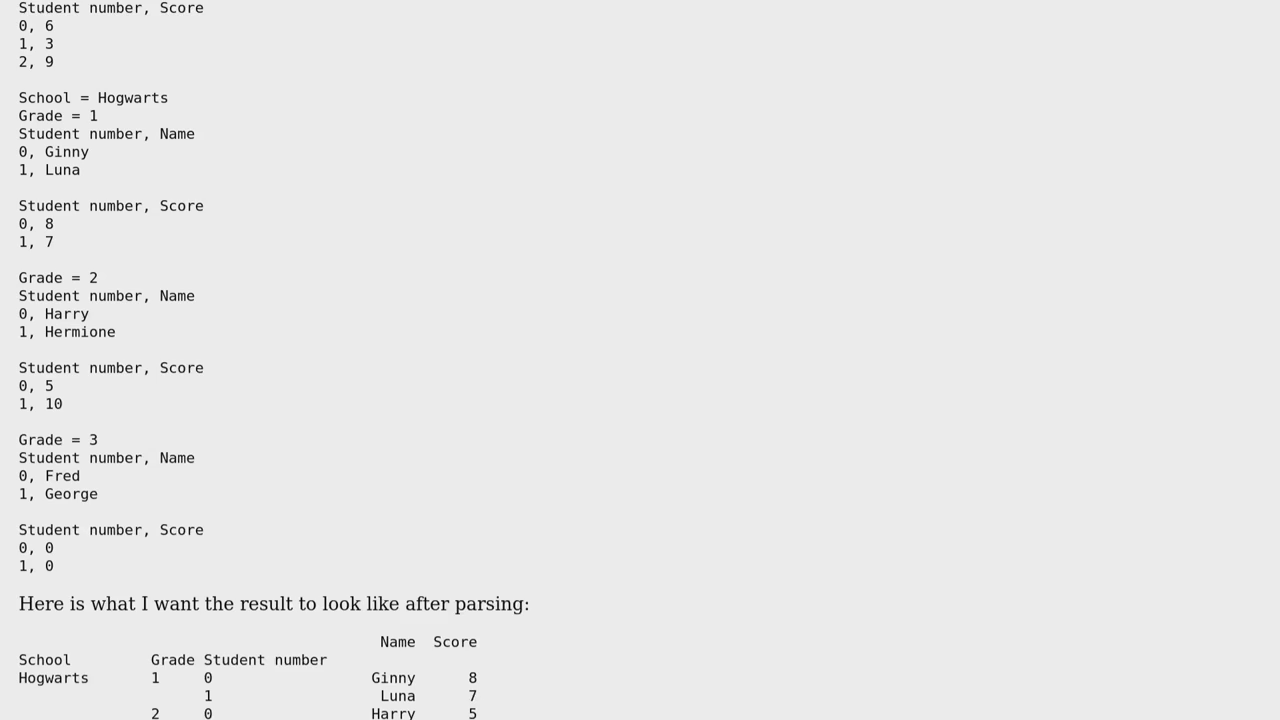 Student number, Score
0, 6
1, 3
2, 9

School = Hogwarts
Grade = 1
Student number, Name
0, Ginny
1, Luna

Student number, Score
0, 8
1, 7

Grade = 2
Student number, Name
0, Harry
1, Hermione

Student number, Score
0, 5
1, 10

Grade = 3
Student number, Name
0, Fred
1, George

Student number, Score
0, 0
1, 0

Here is what I want the result to look like after parsing:

                                         Name  Score
School         Grade Student number
Hogwarts       1     0                  Ginny      8
                     1                   Luna      7
               2     0                  Harry      5